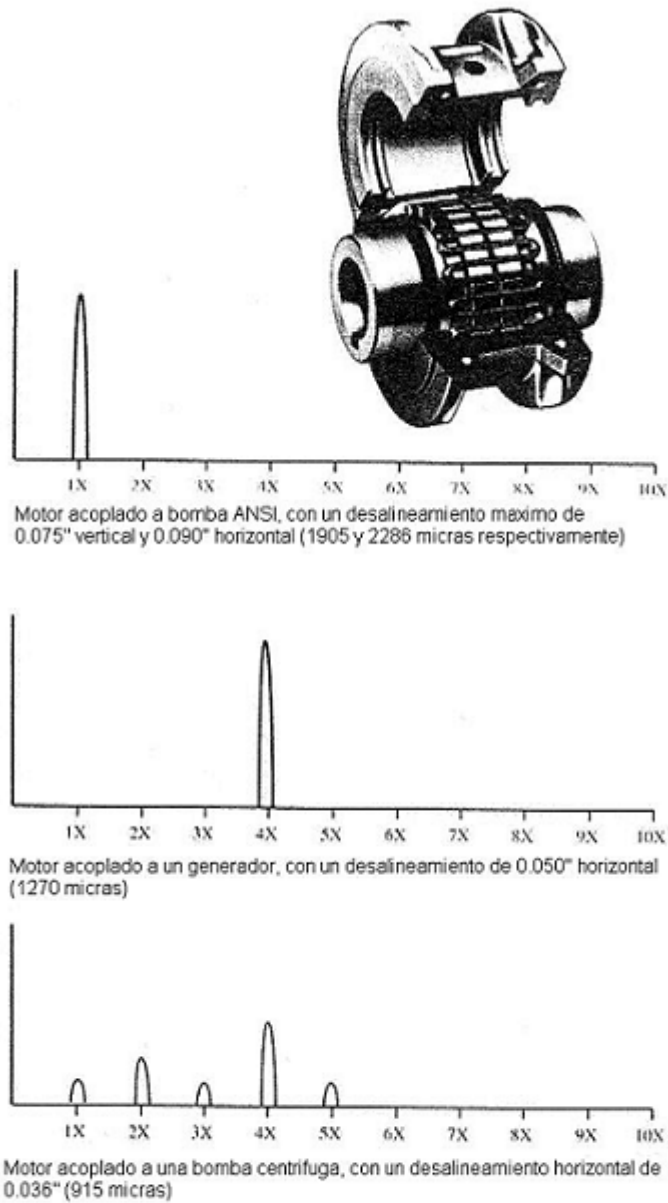 1X 2X 3X 4X 5X 6X 7X 8X 9X 10X
Motor acoplado a bomba ANSI, con un desalineamiento maximo de
0.075" vertical y 0.090" horizontal (1905 y 2286 micras respectivamente)
1X 2X 3X 4X 5X 6X 7X 8X 9X 10X
Motor acoplado a un generador, con un desalineamiento de 0.050" horizontal
(1270 micras)
1X 2X 3X 4X 5X 6X 7X 8X 9X 10X
Motor acoplado a una bomba centrifuga, con un desalineamiento horizontal de
0.036" (915 micras)